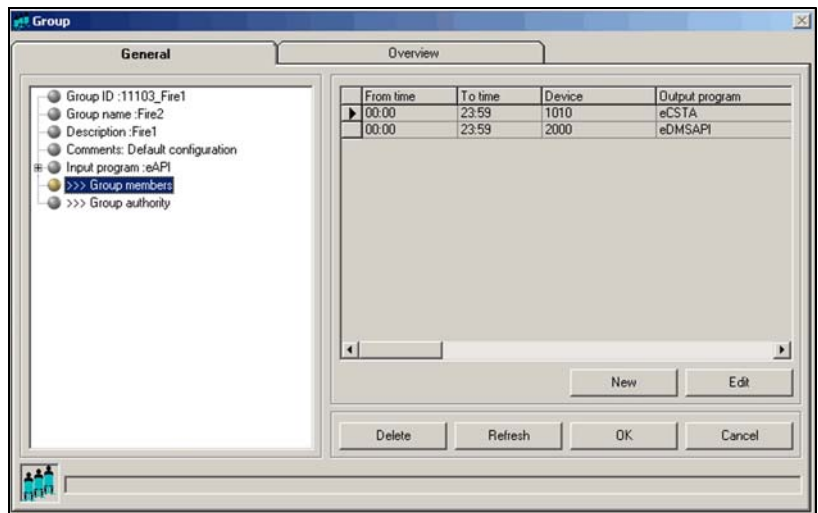 Group
General
Overview
Group ID :11103_Fire1
Group name :Fire2
Description :Fire1
Comments: Default configuration
Input program :eAPI
>>> Group members
>>> Group authority
From time To time Device Output program
00:00 23:59 1010 eCSTA
00:00 23:59 2000 eDMSAPI
New Edit
Delete Refresh OK Cancel